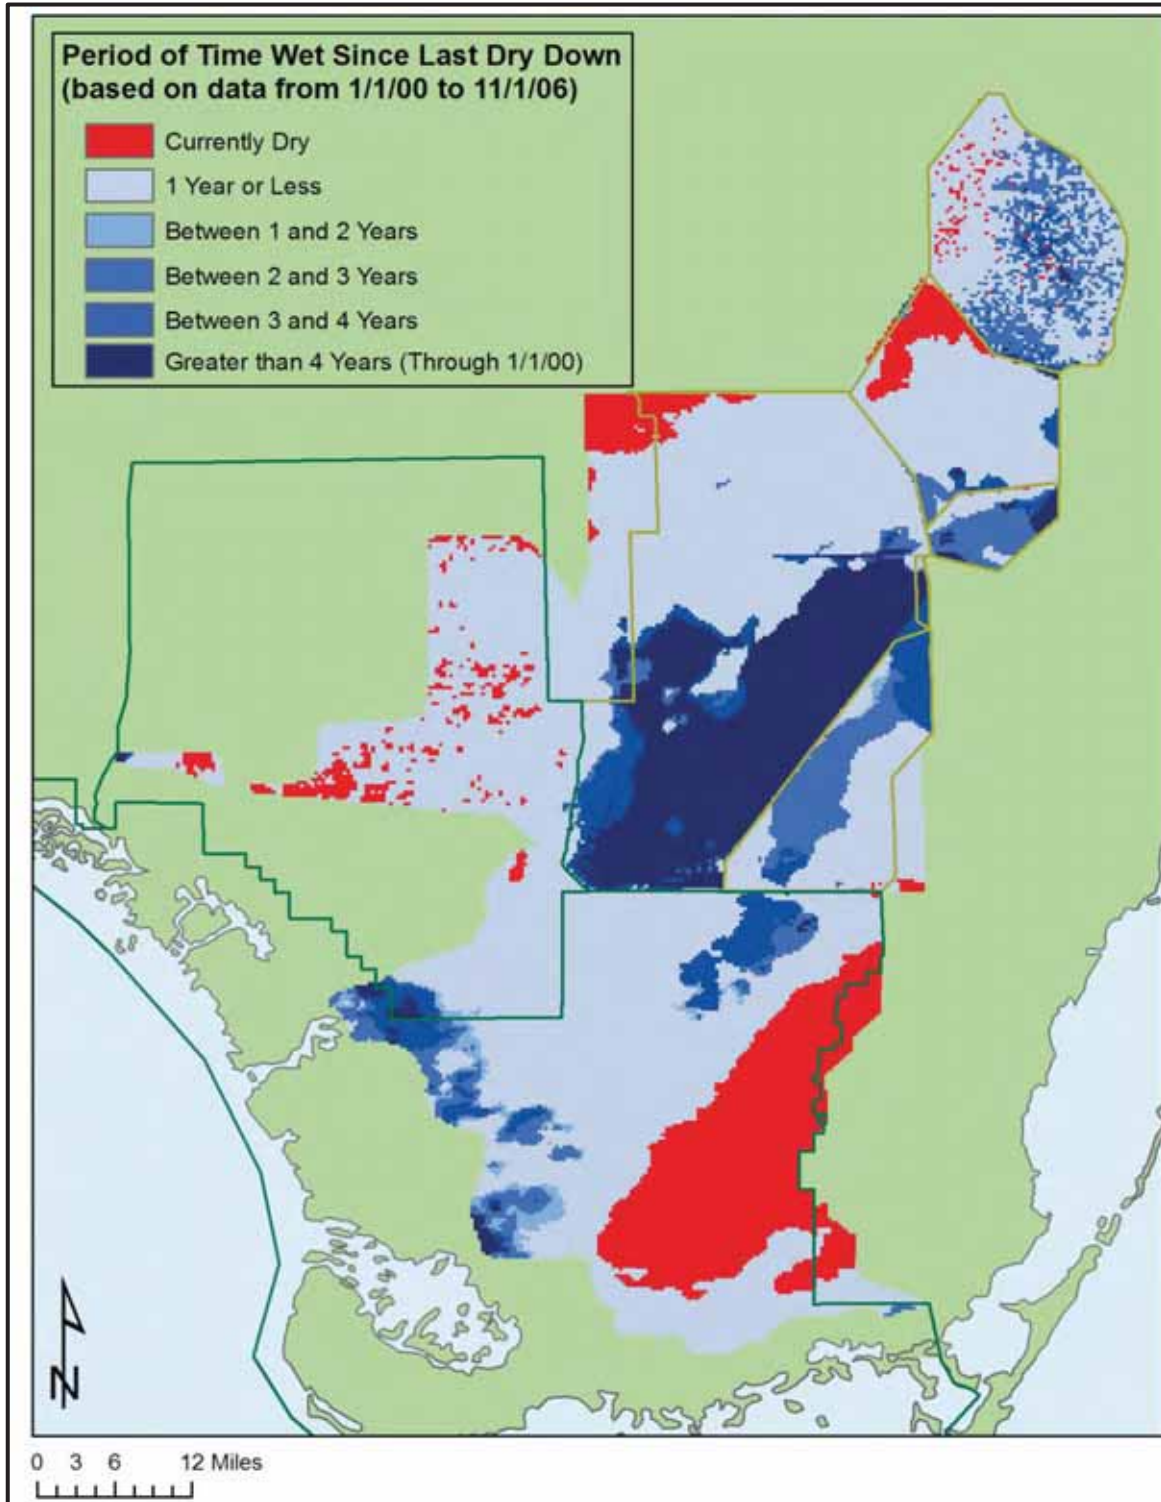 Period of Time Wet Since Last Dry Down
(based on data from 1/1/00 to 11/1/06)
Currently Dry
1 Year or Less
Between 1 and 2 Years
Between 2 and 3 Years
Between 3 and 4 Years
Greater than 4 Years (Through 1/1/00)
N
0 3 6 12 Miles